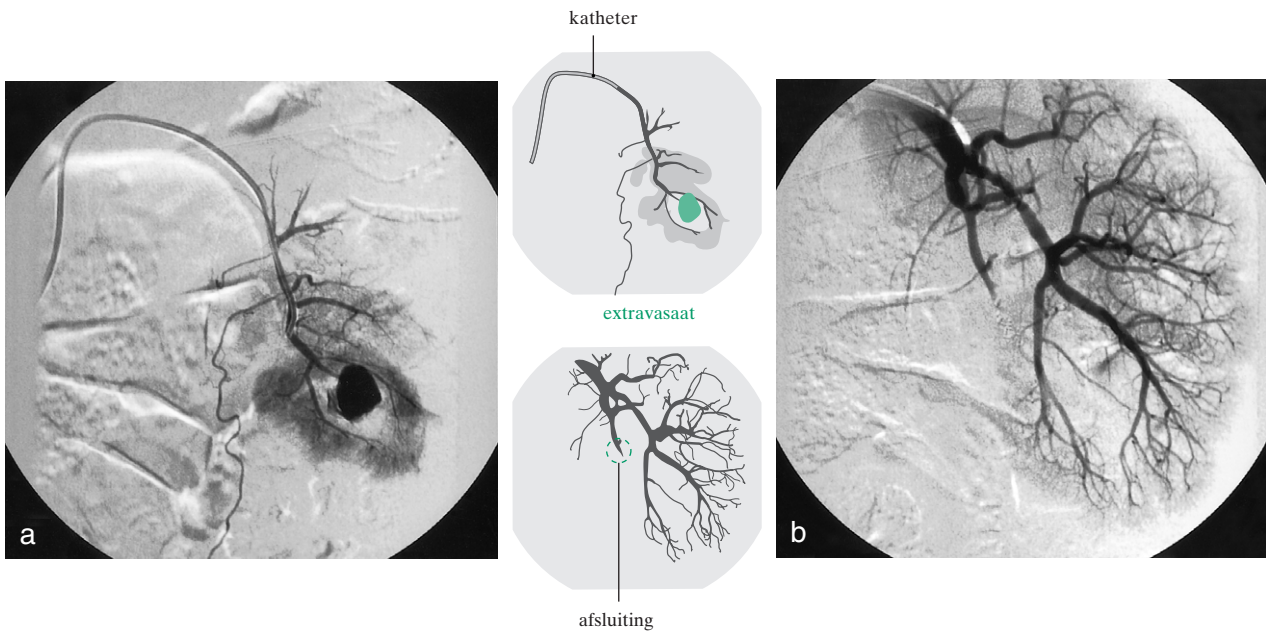 katheter
a
extravasaat
b
afsluiting